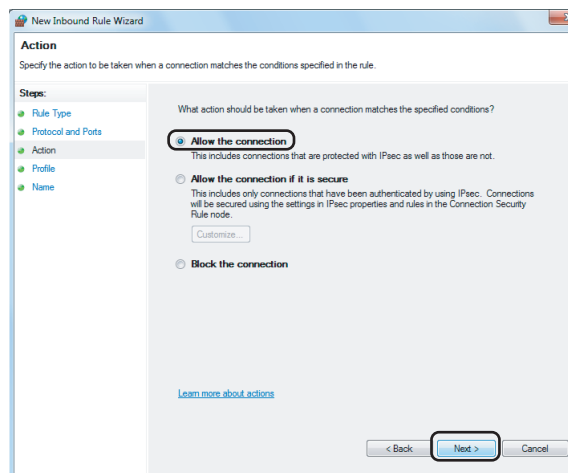 New Inbound Rule Wizard
Action
Specify the action to be taken when a connection matches the conditions specified in the rule.
Steps:
Rule Type
Protocol and Ports
Action
Profile
Name
What action should be taken when a connection matches the specified conditions?
Allow the connection
This includes connections that are protected with IPsec as well as those are not.
Allow the connection if it is secure
This includes only connections that have been authenticated by using IPsec. Connections
will be secured using the settings in IPsec properties and rules in the Connection Security
Rule node.
Customize...
Block the connection
Learn more about actions
< Back
Next >
Cancel